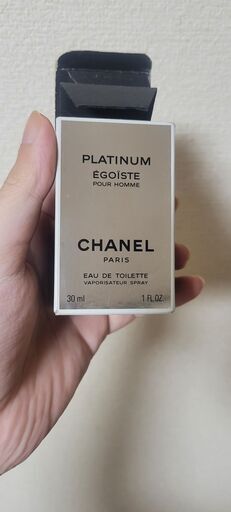 PLATINUM
ÉGOÏSTE
POUR HOMME
CHANEL
PARIS
EAU DE TOILETTE
VAPORISATEUR SPRAY
30 ml 1 FL.OZ.